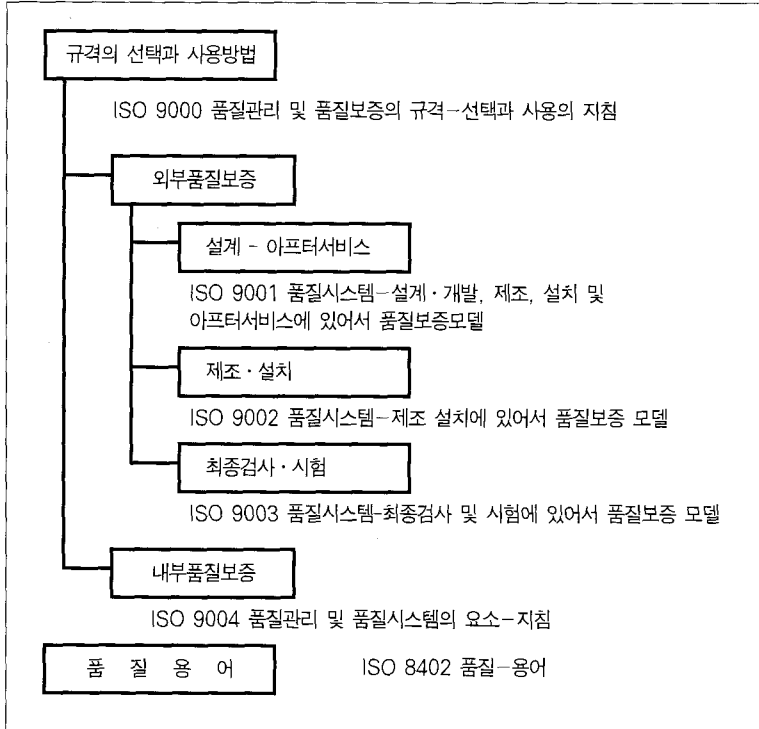 규격의 선택과 사용방법
ISO 9000 품질관리 및 품질보증의 규격-선택과 사용의 지침
외부품질보증
설계 - 아프터서비스
ISO 9001 품질시스템-설계·개발, 제조, 설치 및
아프터서비스에 있어서 품질보증모델
제조·설치
ISO 9002 품질시스템-제조 설치에 있어서 품질보증 모델
최종검사·시험
ISO 9003 품질시스템-최종검사 및 시험에 있어서 품질보증 모델
내부품질보증
ISO 9004 품질관리 및 품질시스템의 요소-지침
품 질 용 어 ISO 8402 품질-용어